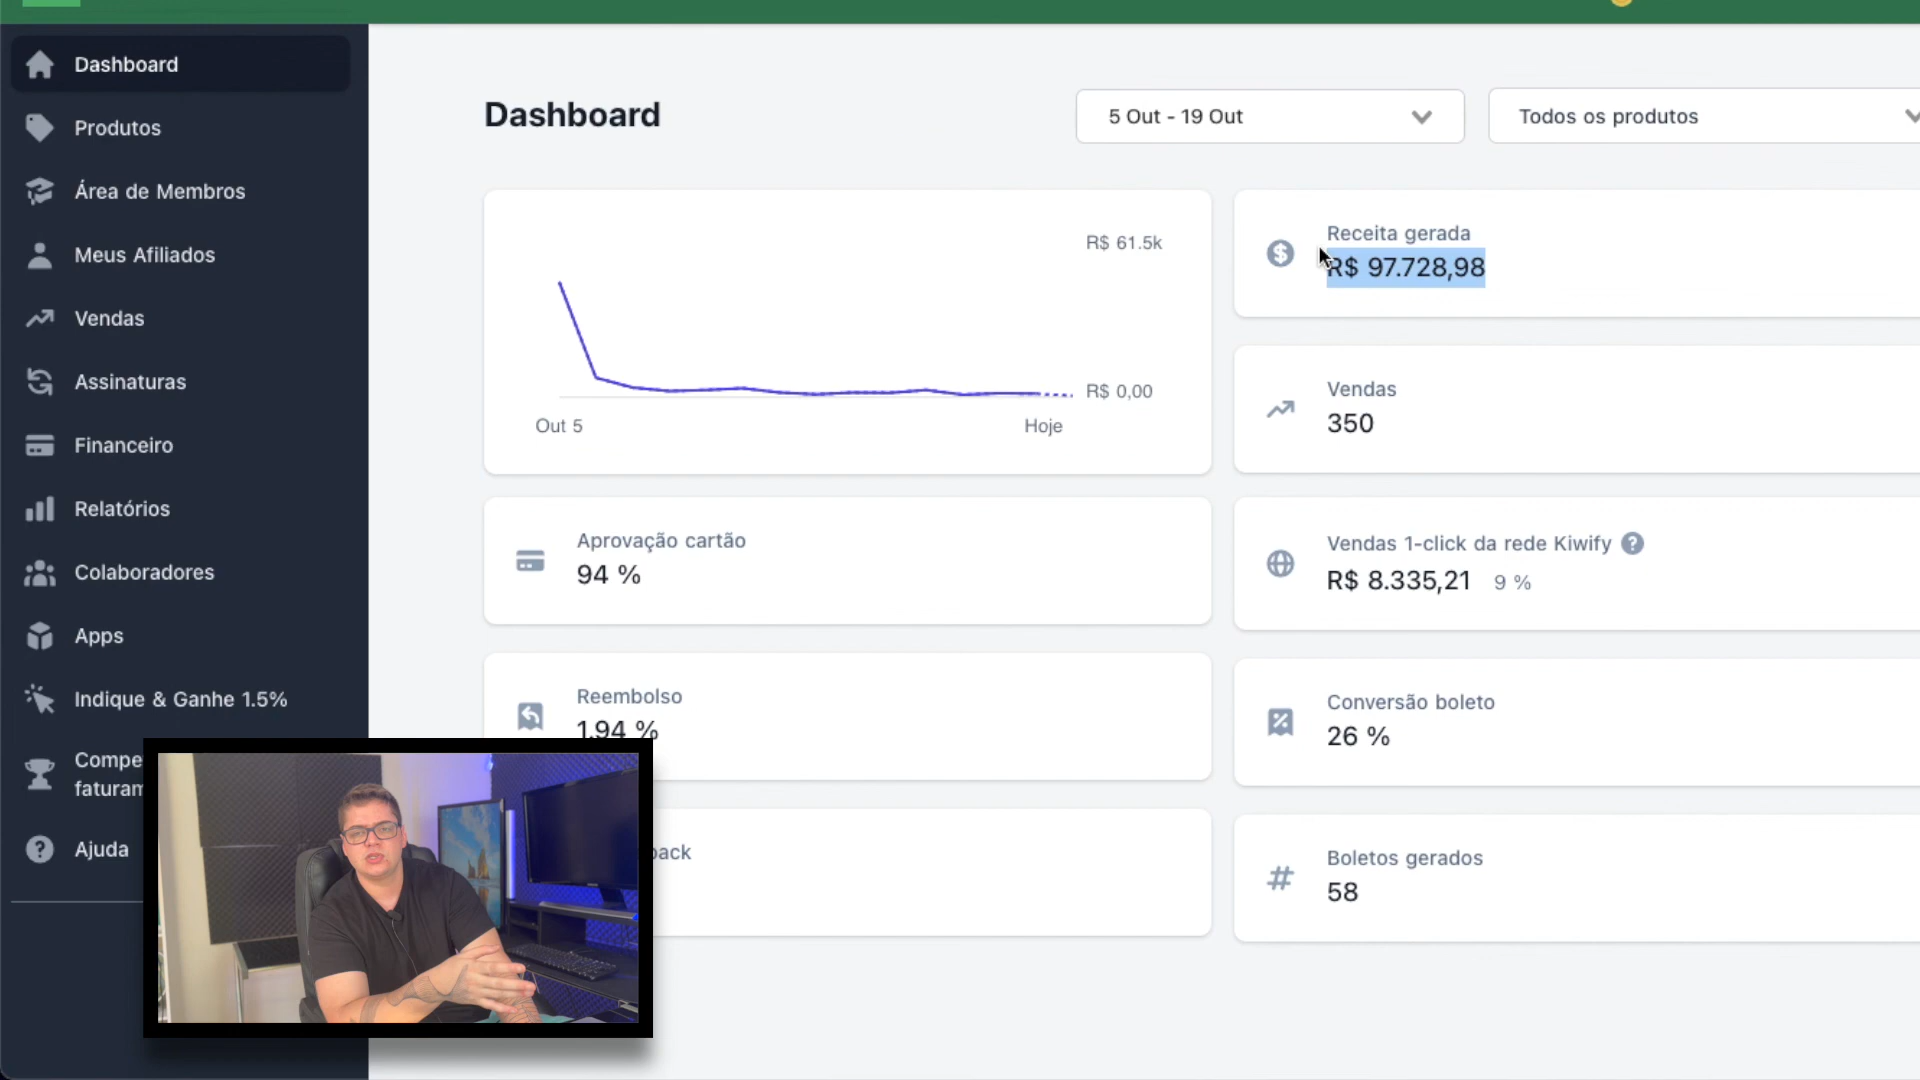 Dashboard
Produtos
Área de Membros
Meus Afiliados
Vendas
Assinaturas
Financeiro
Relatórios
Colaboradores
Apps
Indique & Ganhe 1.5%
Compe
faturam
Ajuda
Dashboard
5 Out - 19 Out
Todos os produtos
R$ 61.5k
R$ 0,00
Out 5
Hoje
Receita gerada
R$ 97.728,98
Vendas
350
Aprovação cartão
94 %
Vendas 1-click da rede Kiwify
R$ 8.335,21 9 %
Reembolso
1.94 %
Conversão boleto
26 %
back
Boletos gerados
58